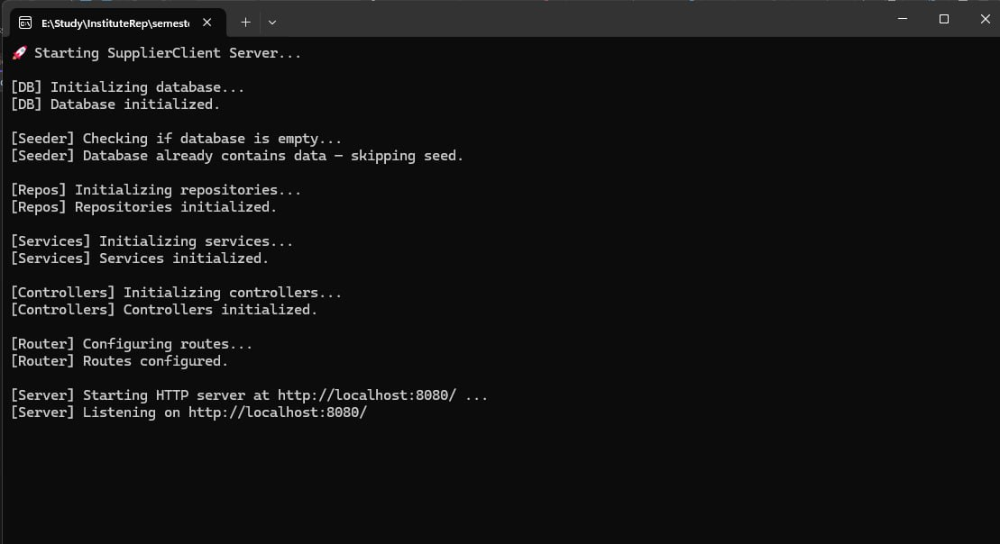 E:\Study\InstituteRep\semest
🚀 Starting SupplierClient Server...
[DB] Initializing database...
[DB] Database initialized.
[Seeder] Checking if database is empty...
[Seeder] Database already contains data — skipping seed.
[Repos] Initializing repositories...
[Repos] Repositories initialized.
[Services] Initializing services...
[Services] Services initialized.
[Controllers] Initializing controllers...
[Controllers] Controllers initialized.
[Router] Configuring routes...
[Router] Routes configured.
[Server] Starting HTTP server at http://localhost:8080/ ...
[Server] Listening on http://localhost:8080/